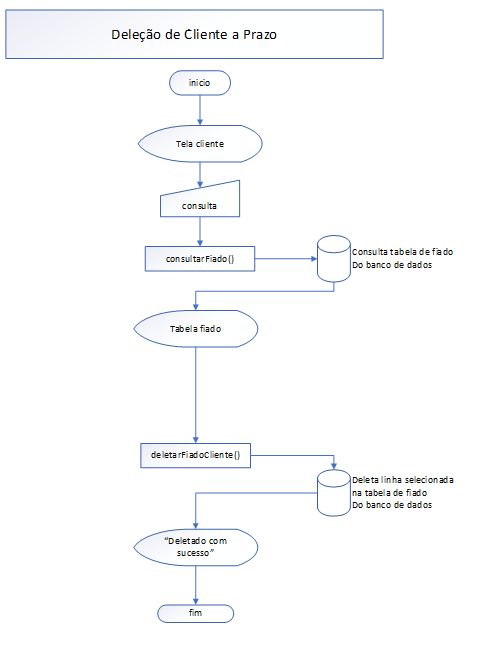 Deleção de Cliente a Prazo
inicio
Tela cliente
consulta
consultarFiado()
Consulta tabela de fiado
Do banco de dados
Tabela fiado
deletarFiadoCliente()
Deleta linha selecionada
na tabela de fiado
Do banco de dados
“Deletado com
sucesso”
fim